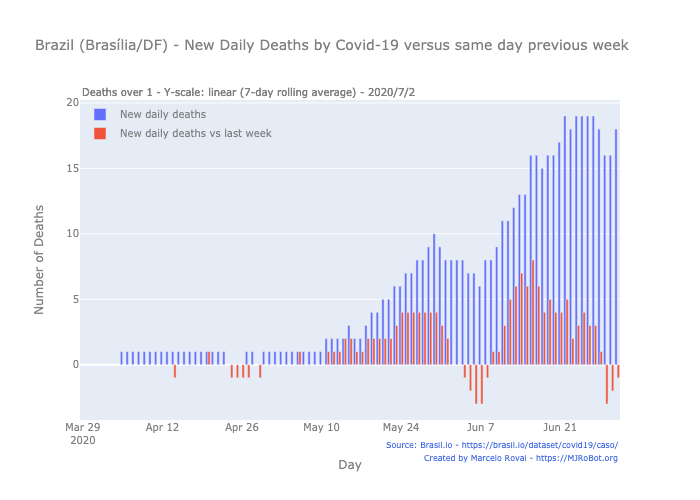 Brazil (Brasília/DF) - New Daily Deaths by Covid-19 versus same day previous week
Deaths over 1 - Y-scale: linear (7-day rolling average) - 2020/7/2
New daily deaths
New daily deaths vs last week
Number of Deaths
20
15
10
5
0
Mar 29
2020
Apr 12
Apr 26
May 10
May 24
Jun 7
Jun 21
Day
Source: Brasil.io - https://brasil.io/dataset/covid19/caso/
Created by Marcelo Rovai - https://MJRoBot.org